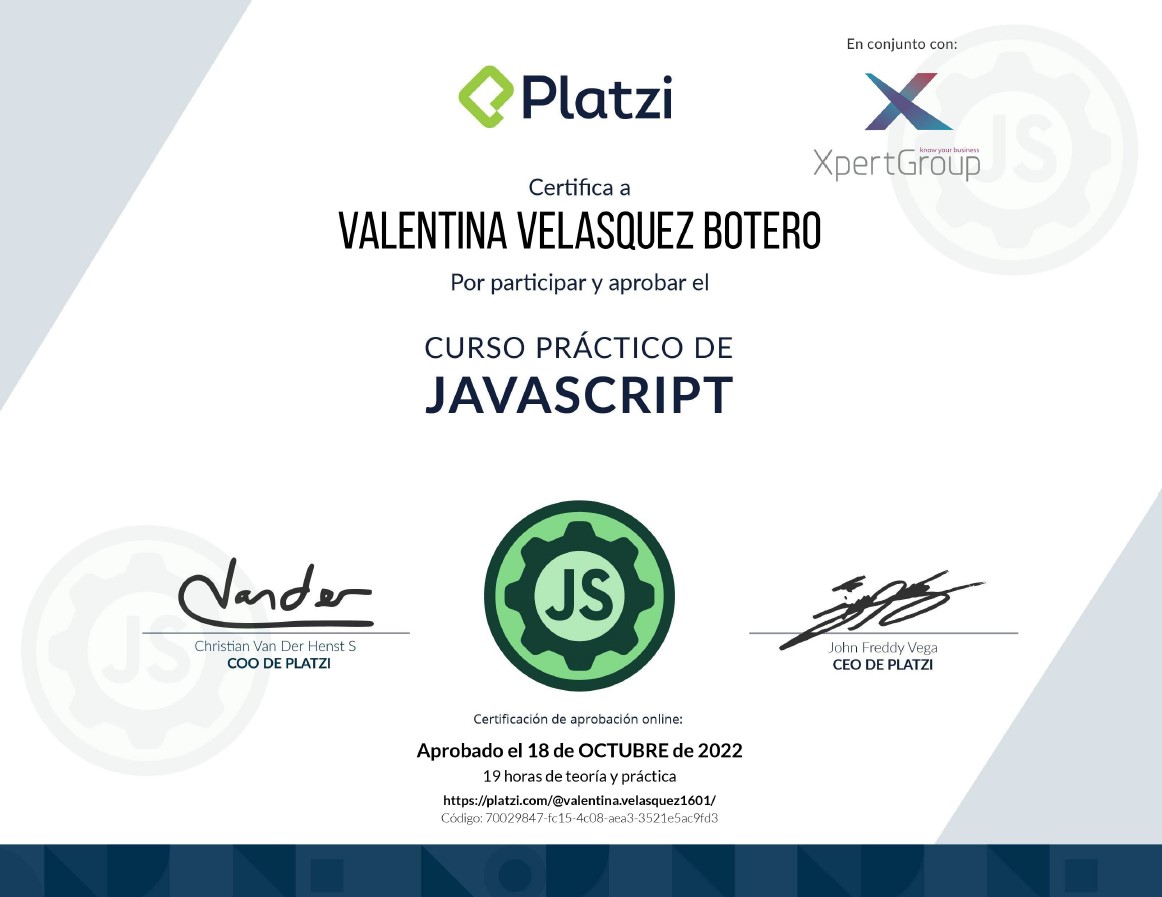 En conjunto con:
Platzi
know your business
XpertGroup
JS
Certifica a
VALENTINA VELASQUEZ BOTERO
Por participar y aprobar el
CURSO PRÁCTICO DE
JAVASCRIPT
JS
Vander
JS
Christian Van Der Henst S
COO DE PLATZI
John Freddy Vega
CEO DE PLATZI
Certificación de aprobación online:
Aprobado el 18 de OCTUBRE de 2022
19 horas de teoría y práctica
https://platzi.com/@valentina.velasquez1601/
Código: 70029847-fc15-4c08-aea3-3521e5ac9fd3